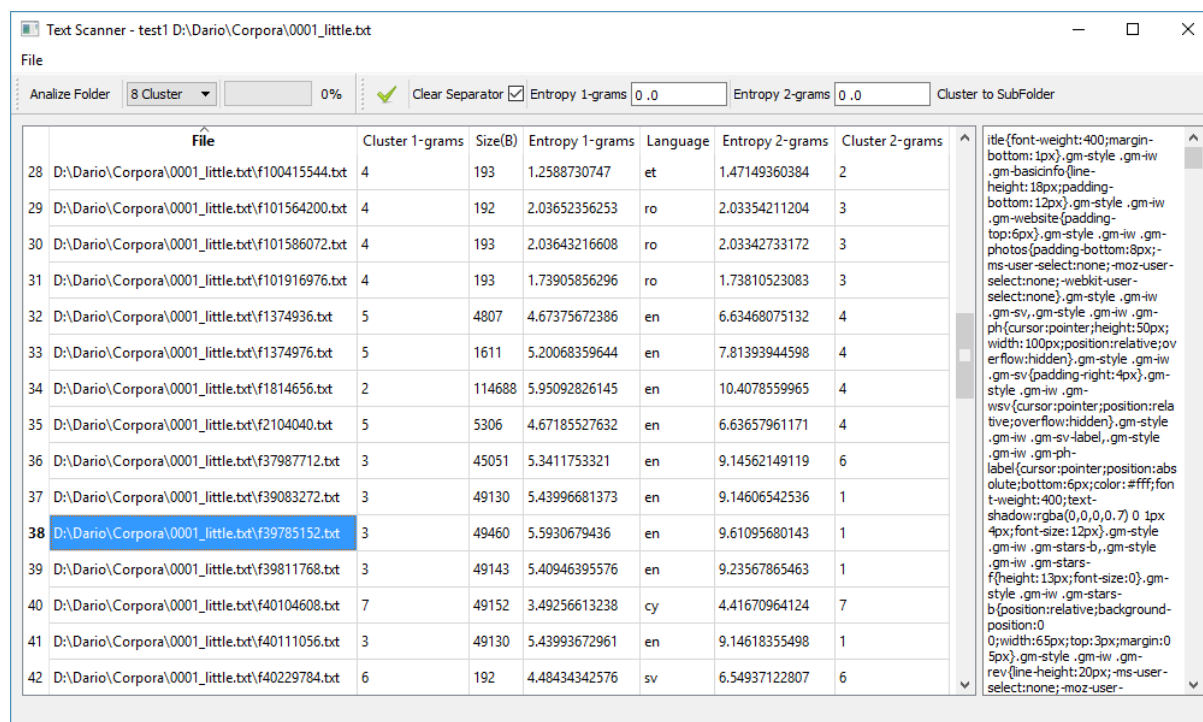 Text Scanner - test1 D:\Dario\Corpora\0001_little.txt
File
Analize Folder 8 Cluster 0% Clear Separator Entropy 1-grams 0 .0 Entropy 2-grams 0 .0 Cluster to SubFolder
File Cluster 1-grams Size(B) Entropy 1-grams Language Entropy 2-grams Cluster 2-grams
28 D:\Dario\Corpora\0001_little.txt\f100415544.txt 4 193 1.2588730747 et 1.47149360384 2
29 D:\Dario\Corpora\0001_little.txt\f101564200.txt 4 192 2.03652356253 ro 2.03354211204 3
30 D:\Dario\Corpora\0001_little.txt\f101586072.txt 4 193 2.03643216608 ro 2.03342733172 3
31 D:\Dario\Corpora\0001_little.txt\f101916976.txt 4 193 1.73905856296 ro 1.73810523083 3
32 D:\Dario\Corpora\0001_little.txt\f1374936.txt 5 4807 4.67375672386 en 6.63468075132 4
33 D:\Dario\Corpora\0001_little.txt\f1374976.txt 5 1611 5.20068359644 en 7.81393944598 4
34 D:\Dario\Corpora\0001_little.txt\f1814656.txt 2 114688 5.95092826145 en 10.4078559965 4
35 D:\Dario\Corpora\0001_little.txt\f2104040.txt 5 5306 4.67185527632 en 6.63657961171 4
36 D:\Dario\Corpora\0001_little.txt\f37987712.txt 3 45051 5.3411753321 en 9.14562149119 6
37 D:\Dario\Corpora\0001_little.txt\f39083272.txt 3 49130 5.43996681373 en 9.14606542536 1
38 D:\Dario\Corpora\0001_little.txt\f39785152.txt 3 49460 5.5930679436 en 9.61095680143 1
39 D:\Dario\Corpora\0001_little.txt\f39811768.txt 3 49143 5.40946395576 en 9.23567865463 1
40 D:\Dario\Corpora\0001_little.txt\f40104608.txt 7 49152 3.49256613238 cy 4.41670964124 7
41 D:\Dario\Corpora\0001_little.txt\f40111056.txt 3 49130 5.43993672961 en 9.14618355498 1
42 D:\Dario\Corpora\0001_little.txt\f40229784.txt 6 192 4.48434342576 sv 6.54937122807 6
itle{font-weight:400;margin-
bottom:1px}.gm-style .gm-iw
.gm-basicinfo{line-
height:18px;padding-
bottom:12px}.gm-style .gm-iw
.gm-website{padding-
top:6px}.gm-style .gm-iw .gm-
photos{padding-bottom:8px;-
ms-user-select:none;-moz-user-
select:none;-webkit-user-
select:none}.gm-style .gm-iw
.gm-sv,.gm-style .gm-iw .gm-
ph{cursor:pointer;height:50px;
width:100px;position:relative;ov
erflow:hidden}.gm-style .gm-iw
.gm-sv{padding-right:4px}.gm-
style .gm-iw .gm-
wsv{cursor:pointer;position:rela
tive;overflow:hidden}.gm-style
.gm-iw .gm-sv-label,.gm-style
.gm-iw .gm-ph-
label{cursor:pointer;position:abs
olute;bottom:6px;color:#fff;fon
t-weight:400;text-
shadow:rgba(0,0,0,0.7) 0 1px
4px;font-size:12px}.gm-style
.gm-iw .gm-stars-b,.gm-style
.gm-iw .gm-stars-
f{height:13px;font-size:0}.gm-
style .gm-iw .gm-stars-
b{position:relative;background-
position:0
0;width:65px;top:3px;margin:0
5px}.gm-style .gm-iw .gm-
rev{line-height:20px;-ms-user-
select:none;-moz-user-